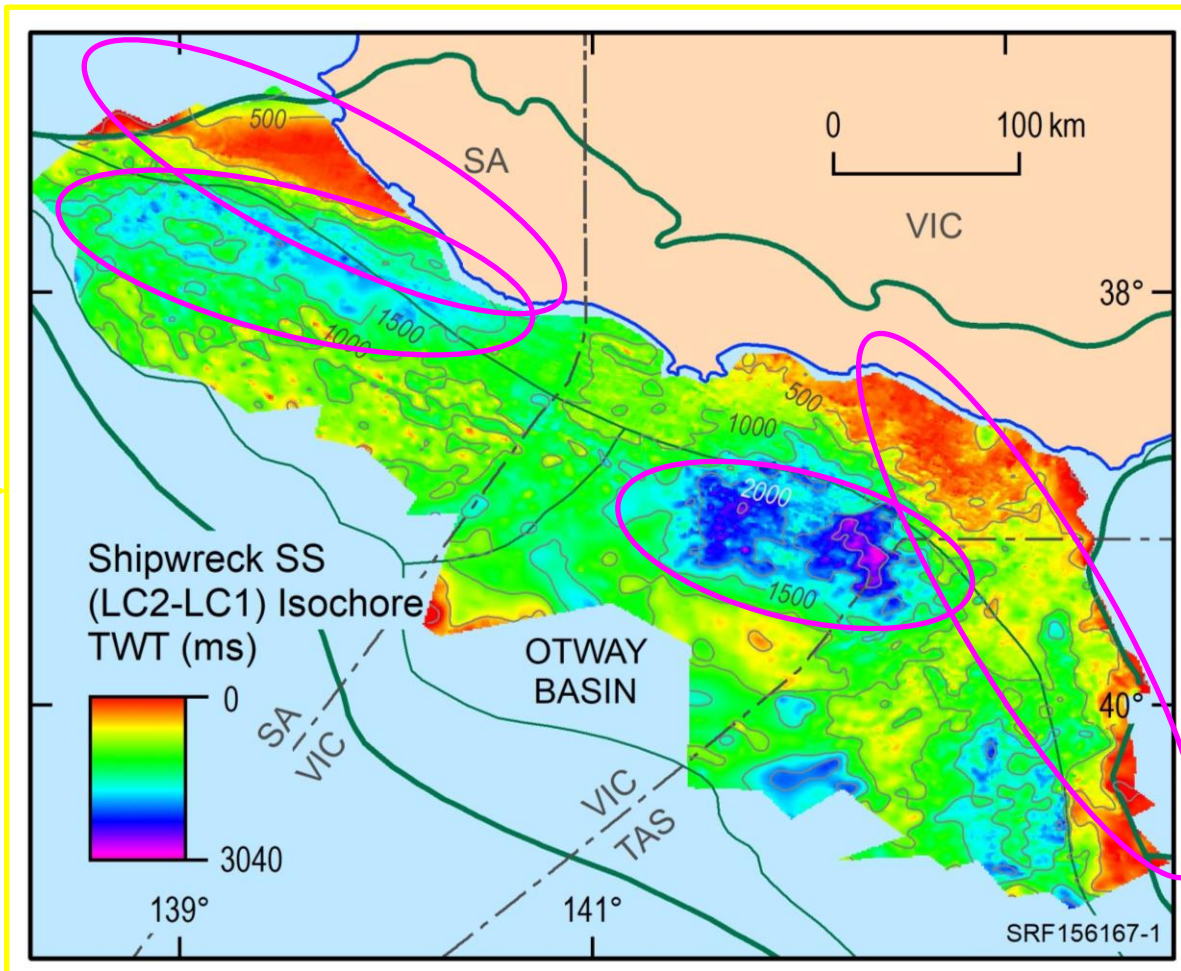 500
SA
0 100 km
VIC
38°
1500
1000
500
1000
2000
1500
Shipwreck SS
(LC2-LC1) Isochore
TWT (ms)
OTWAY
BASIN
0
3040
SA
VIC
VIC
TAS
40°
139°
141°
SRF156167-1